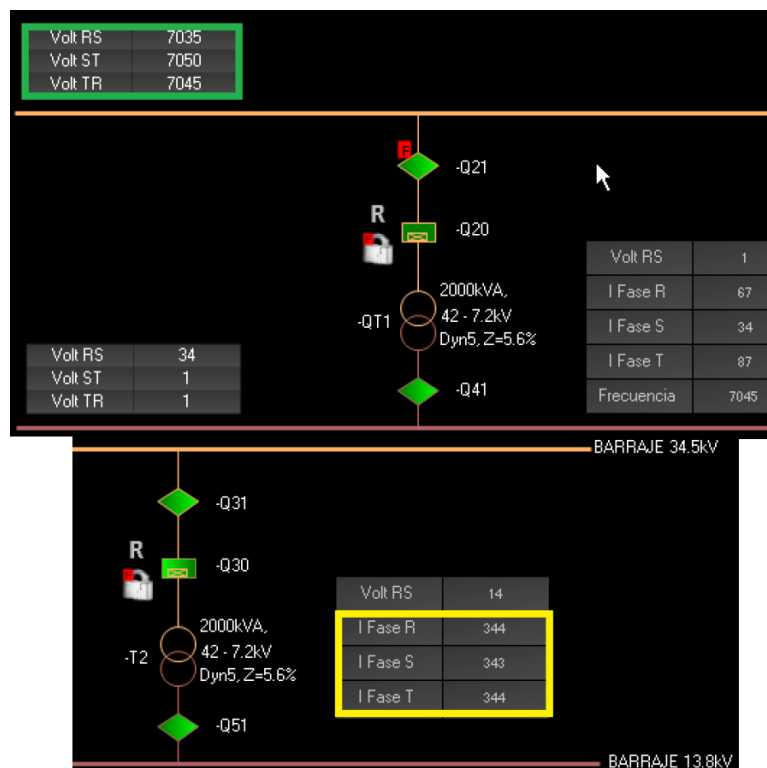 Volt RS 7035
Volt ST 7050
Volt TR 7045
F
-Q21
R
-Q20
Volt RS 1
I Fase R 67
I Fase S 34
I Fase T 87
Frecuencia 7045
2000kVA,
-QT1 42 - 7.2kV
Dyn5, Z=5.6%
Volt RS 34
Volt ST 1
Volt TR 1
-Q41
BARRAJE 34.5kV
-Q31
R
-Q30
Volt RS 14
I Fase R 344
I Fase S 343
I Fase T 344
2000kVA,
-T2 42 - 7.2kV
Dyn5, Z=5.6%
-Q51
BARRAJE 13.8kV